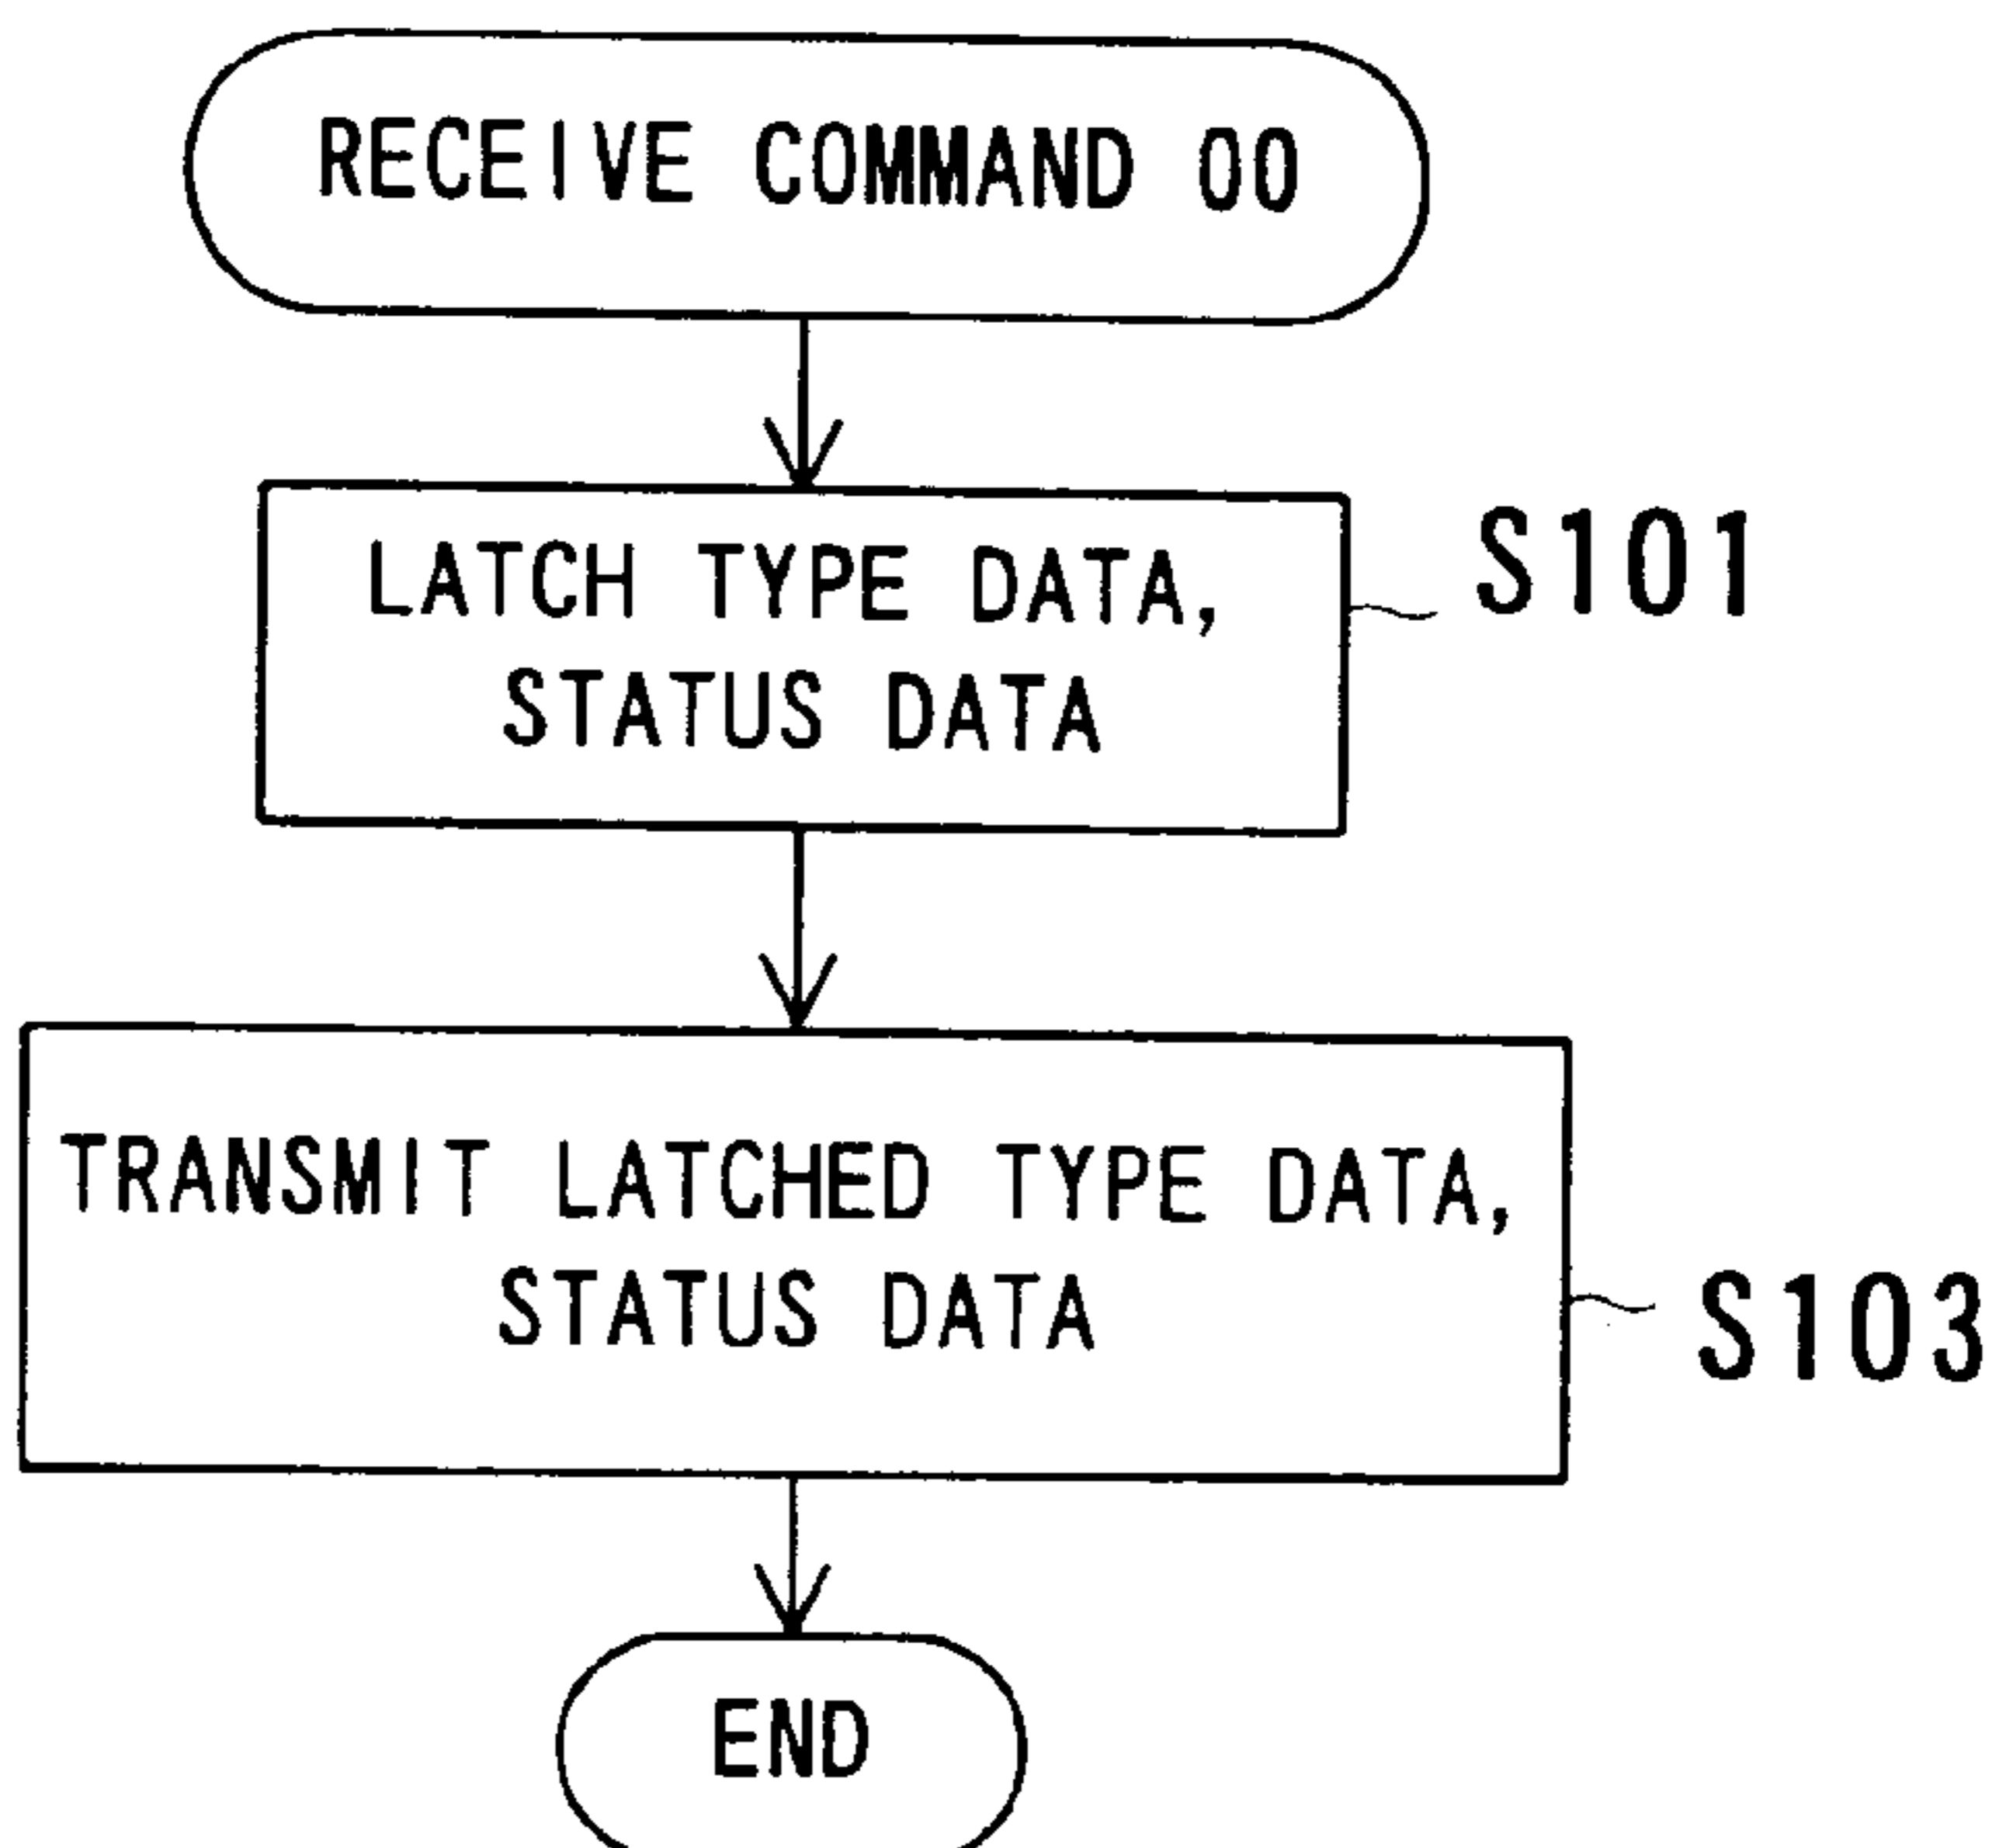 RECEIVE COMMAND 00
LATCH TYPE DATA,
STATUS DATA
S101
TRANSMIT LATCHED TYPE DATA,
STATUS DATA
S103
END